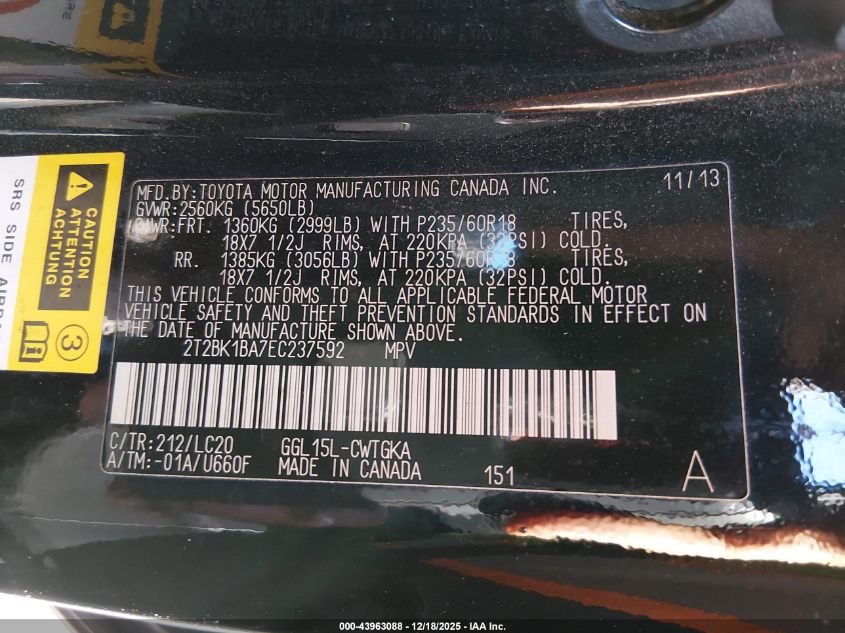 CAUTION
ACHTUNG
3
SRS SIDE AIRBA
MFD.BY:TOYOTA MOTOR MANUFACTURING CANADA INC. 11/13
GVWR:2560KG (5650LB)
GAWR:FRT. 1360KG (2999LB) WITH P235/60R18 TIRES,
18X7 1/2J RIMS, AT 220KPA (32PSI) COLD.
RR. 1385KG (3056LB) WITH P235/60R18 TIRES,
18X7 1/2J RIMS, AT 220KPA (32PSI) COLD.
THIS VEHICLE CONFORMS TO ALL APPLICABLE FEDERAL MOTOR
VEHICLE SAFETY AND THEFT PREVENTION STANDARDS IN EFFECT ON
THE DATE OF MANUFACTURE SHOWN ABOVE.
2T2BK1BA7EC237592 MPV
C/TR:212/LC20 GGL15L-CWTGKA
A/TM:-01A/U660F MADE IN CANADA 151 A
000-43963088 - 12/18/2025 - IAA Inc.